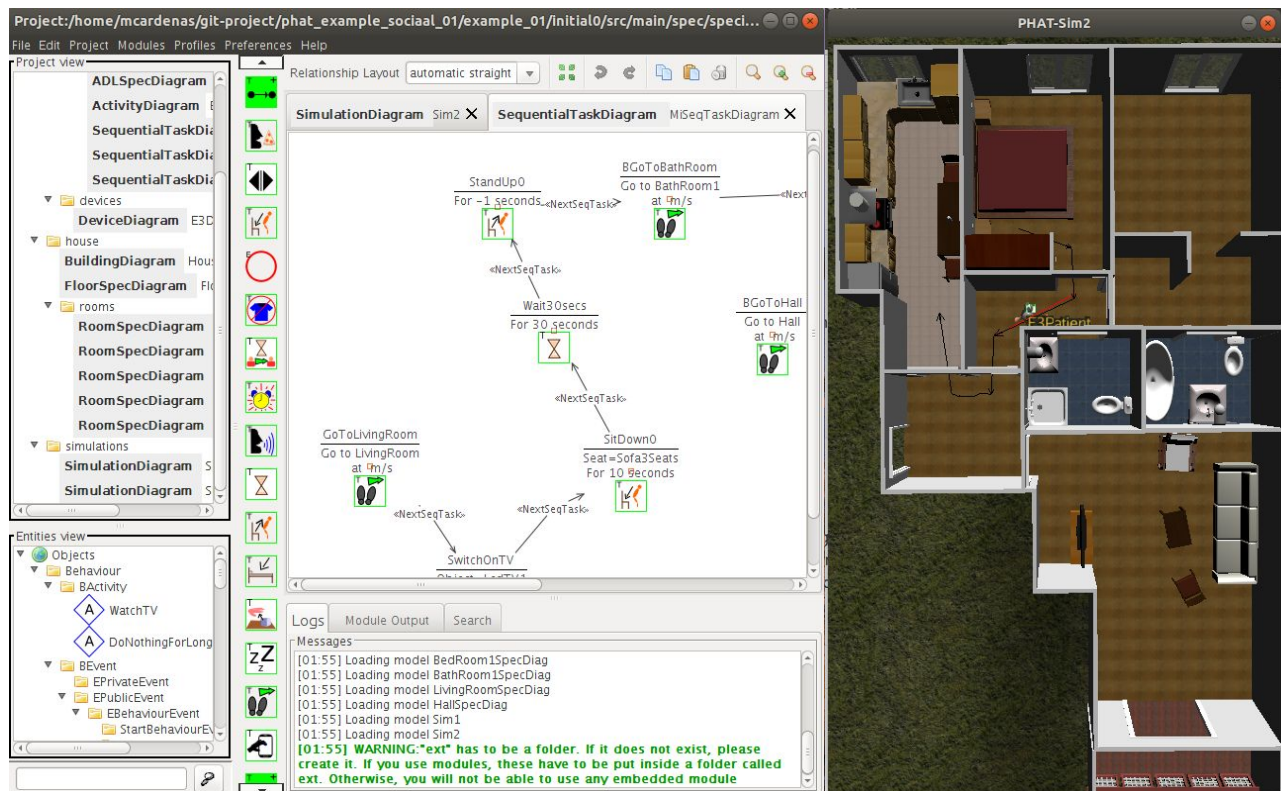 Project:/home/mcardenas/git-project/phat_example_sociaal_01/example_01/initial0/src/main/spec/speci...
File Edit Project Modules Profiles Preferences Help
Project view
ADLSpecDiagram
ActivityDiagram
SequentialTaskDia
SequentialTaskDia
SequentialTaskDia
devices
DeviceDiagram E3D
house
BuildingDiagram Hous
FloorSpecDiagram Flo
rooms
RoomSpecDiagram
RoomSpecDiagram
RoomSpecDiagram
RoomSpecDiagram
RoomSpecDiagram
simulations
SimulationDiagram S
SimulationDiagram S
Entities view
Objects
Behaviour
BActivity
A WatchTV
A DoNothingForLong
BEvent
EPrivateEvent
EPublicEvent
EBehaviourEvent
StartBehaviourEv
Relationship Layout automatic straight
SimulationDiagram Sim2 X
SequentialTaskDiagram MiSeqTaskDiagram X
BGoToBathRoom
Go to BathRoom1
at m/s
StandUp0
For -1 seconds
«NextSeqTask»
«Next
«NextSeqTask»
Wait30secs
For 30 seconds
BGoToHall
Go to Hall
at m/s
«NextSeqTask»
GoToLivingRoom
Go to LivingRoom
at m/s
SitDown0
Seat=Sofa3Seats
For 10 seconds
«NextSeqTask»
«NextSeqTask»
SwitchOnTV
Logs
Module Output
Search
Messages
[01:55] Loading model BedRoom1SpecDiag
[01:55] Loading model BathRoom1SpecDiag
[01:55] Loading model LivingRoomSpecDiag
[01:55] Loading model HallSpecDiag
[01:55] Loading model Sim1
[01:55] Loading model Sim2
[01:55] WARNING:"ext" has to be a folder. If it does not exist, please
create it. If you use modules, these have to be put inside a folder called
ext. Otherwise, you will not be able to use any embedded module
PHAT-Sim2
E3Patient